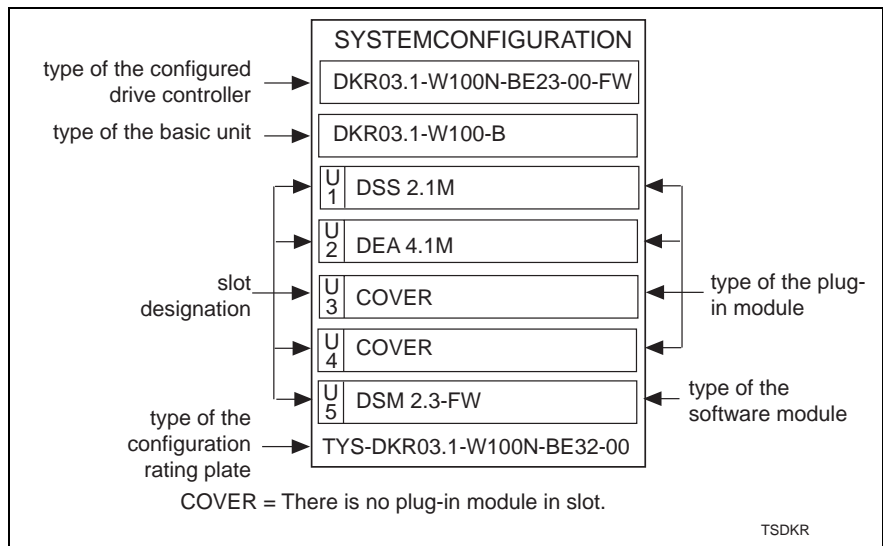 SYSTEMCONFIGURATION
type of the configured
drive controller
DKR03.1-W100N-BE23-00-FW
type of the basic unit
DKR03.1-W100-B
U
1
DSS 2.1M
U
2
DEA 4.1M
slot
designation
U
3
COVER
type of the plug-
in module
U
4
COVER
U
5
DSM 2.3-FW
type of the
software module
type of the
configuration
rating plate
TYS-DKR03.1-W100N-BE32-00
COVER = There is no plug-in module in slot.
TSDKR